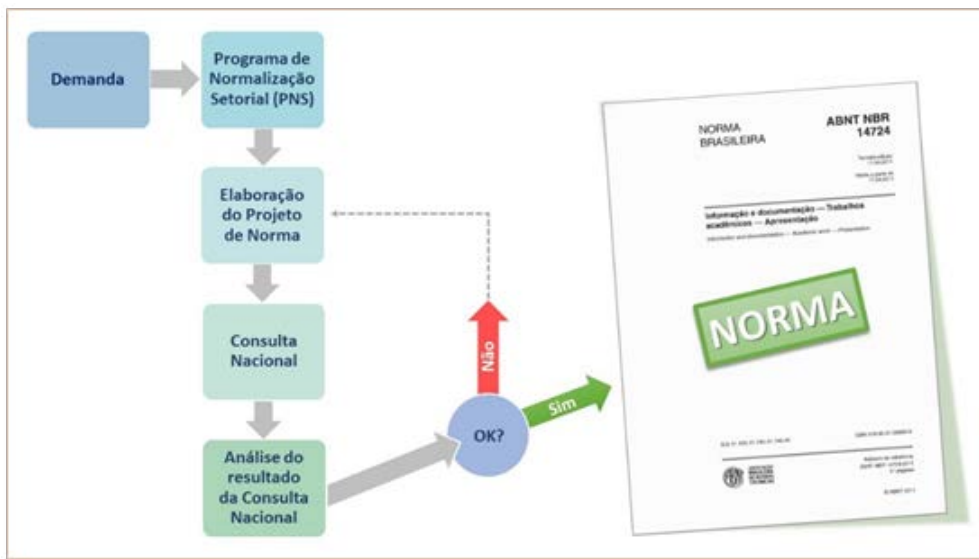 Demanda
Programa de
Normalização
Setorial (PNS)
Elaboração
do Projeto
de Norma
Consulta
Nacional
Análise do
resultado
da Consulta
Nacional
OK?
Não
Sim
NORMA
BRASILEIRA
ABNT NBR
14724
Informação e documentação — Trabalhos
acadêmicos — Apresentação
NORMA